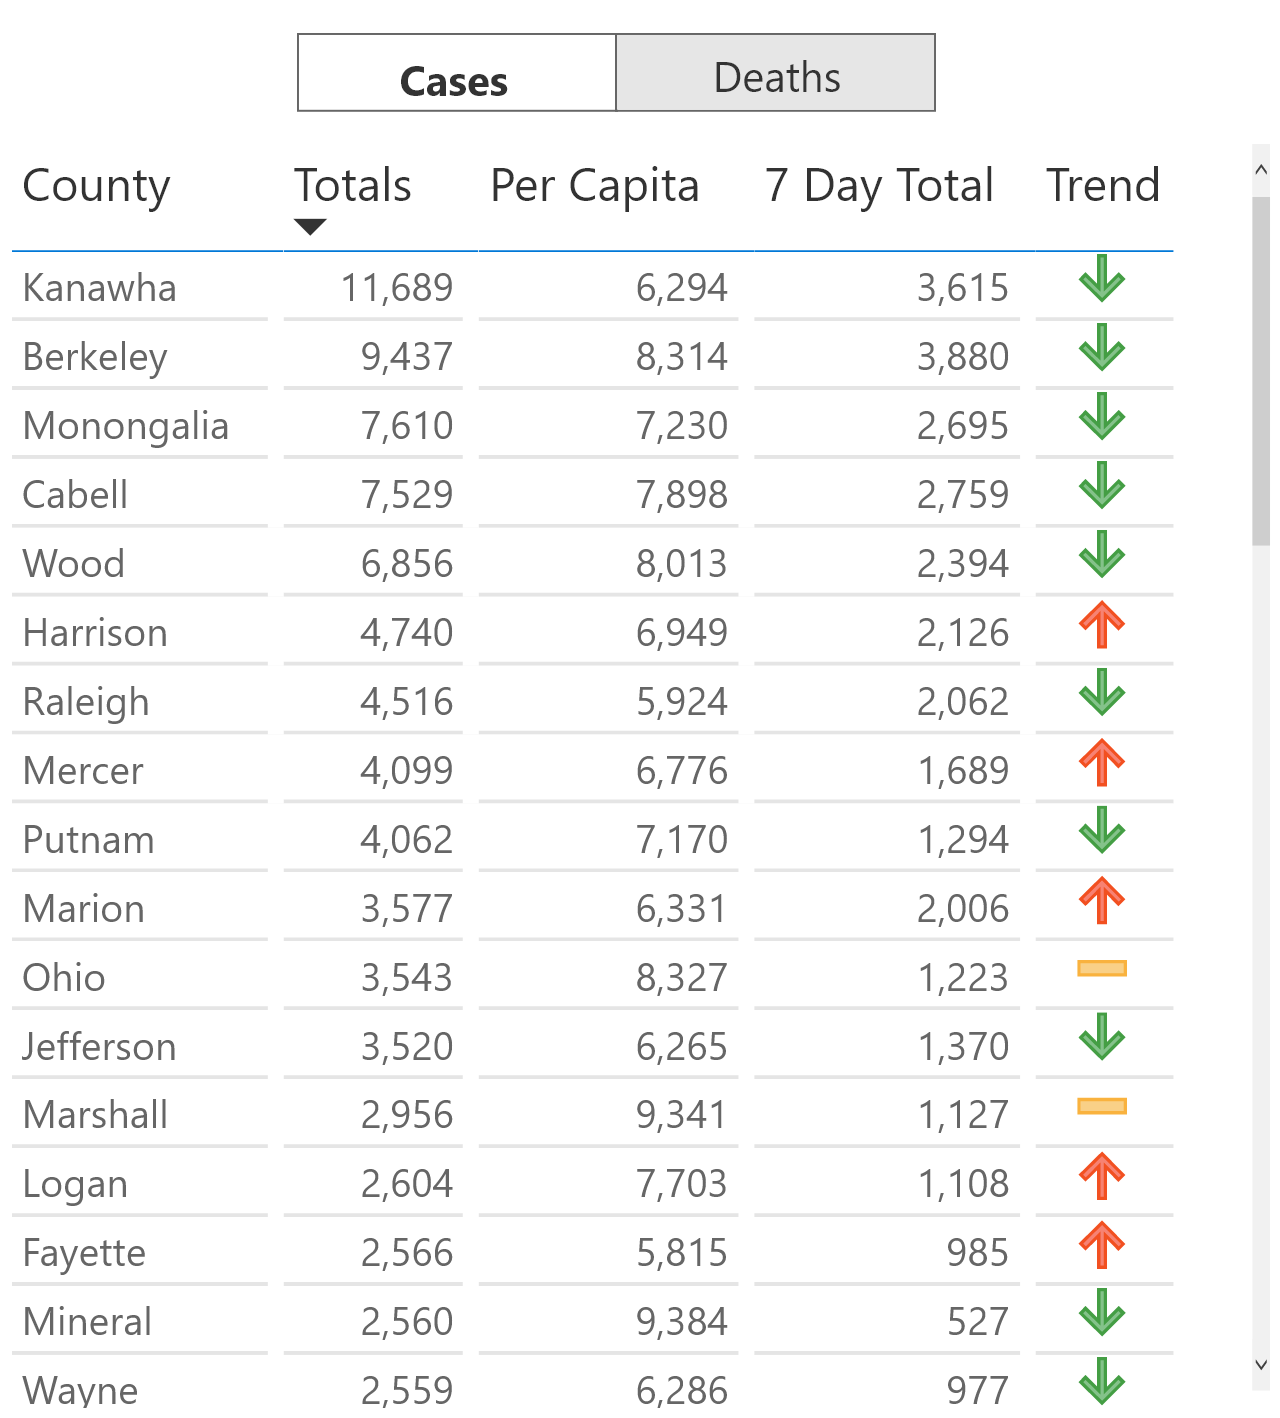 Cases Deaths
County Totals Per Capita 7 Day Total Trend
Kanawha 11,689 6,294 3,615
Berkeley 9,437 8,314 3,880
Monongalia 7,610 7,230 2,695
Cabell 7,529 7,898 2,759
Wood 6,856 8,013 2,394
Harrison 4,740 6,949 2,126
Raleigh 4,516 5,924 2,062
Mercer 4,099 6,776 1,689
Putnam 4,062 7,170 1,294
Marion 3,577 6,331 2,006
Ohio 3,543 8,327 1,223
Jefferson 3,520 6,265 1,370
Marshall 2,956 9,341 1,127
Logan 2,604 7,703 1,108
Fayette 2,566 5,815 985
Mineral 2,560 9,384 527
Wayne 2,559 6,286 977